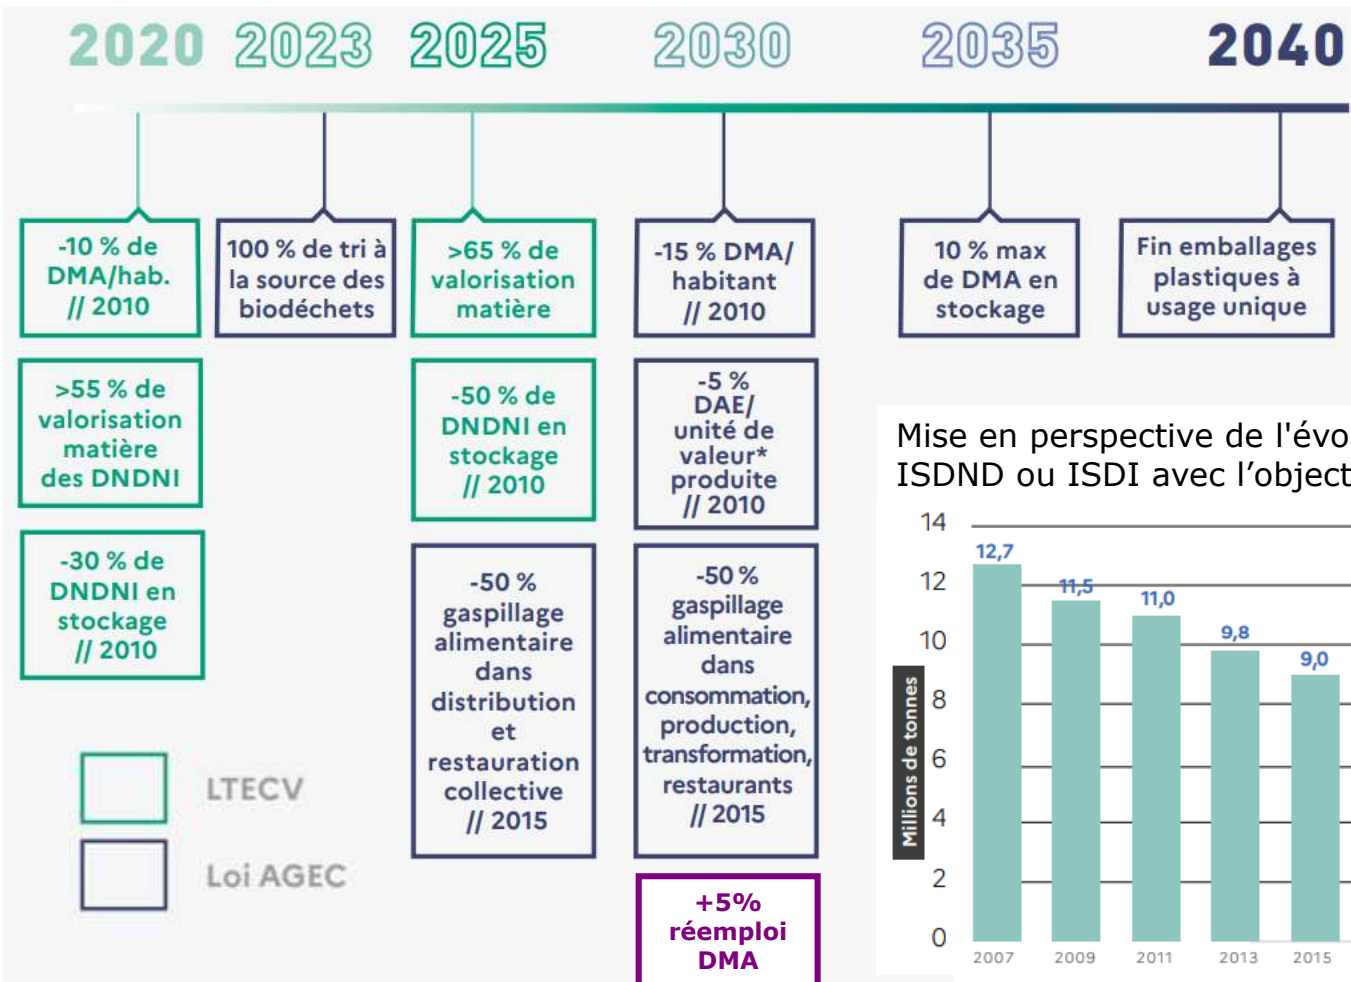 2020 2023 2025 2030 2035 2040
-10 % de
DMA/hab.
// 2010
100 % de tri à
la source des
biodéchets
>65 % de
valorisation
matière
-15 % DMA/
habitant
// 2010
10 % max
de DMA en
stockage
Fin emballages
plastiques à
usage unique
>55 % de
valorisation
matière
des DNDNI
-50 % de
DNDNI en
stockage
// 2010
-5 %
DAE/
unité de
valeur*
produite
// 2010
-30 % de
DNDNI en
stockage
// 2010
-50 %
gaspillage
alimentaire
dans
distribution
et
restauration
collective
// 2015
-50 %
gaspillage
alimentaire
dans
consommation,
production,
transformation,
restaurants
// 2015
+5%
réemploi
DMA
LTECV
Loi AGEC
Mise en perspective de l'évo
ISDND ou ISDI avec l’object
Millions de tonnes
14
12
10
8
6
4
2
0
12,7
11,5
11,0
9,8
9,0
2007 2009 2011 2013 2015